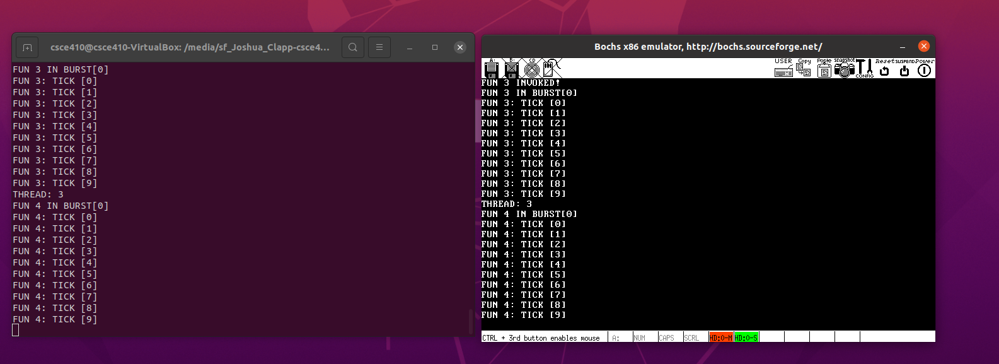 csce410@csce410-VirtualBox: /media/sf_Joshua_Clapp-csce4...
FUN 3 IN BURST[0]
FUN 3: TICK [0]
FUN 3: TICK [1]
FUN 3: TICK [2]
FUN 3: TICK [3]
FUN 3: TICK [4]
FUN 3: TICK [5]
FUN 3: TICK [6]
FUN 3: TICK [7]
FUN 3: TICK [8]
FUN 3: TICK [9]
THREAD: 3
FUN 4 IN BURST[0]
FUN 4: TICK [0]
FUN 4: TICK [1]
FUN 4: TICK [2]
FUN 4: TICK [3]
FUN 4: TICK [4]
FUN 4: TICK [5]
FUN 4: TICK [6]
FUN 4: TICK [7]
FUN 4: TICK [8]
FUN 4: TICK [9]
Bochs x86 emulator, http://bochs.sourceforge.net/
A: B: CD USER Copy Paste snapshot CONFIG Reset SUSPEND Power
FUN 3 INVOKED!
FUN 3 IN BURST[0]
FUN 3: TICK [0]
FUN 3: TICK [1]
FUN 3: TICK [2]
FUN 3: TICK [3]
FUN 3: TICK [4]
FUN 3: TICK [5]
FUN 3: TICK [6]
FUN 3: TICK [7]
FUN 3: TICK [8]
FUN 3: TICK [9]
THREAD: 3
FUN 4 IN BURST[0]
FUN 4: TICK [0]
FUN 4: TICK [1]
FUN 4: TICK [2]
FUN 4: TICK [3]
FUN 4: TICK [4]
FUN 4: TICK [5]
FUN 4: TICK [6]
FUN 4: TICK [7]
FUN 4: TICK [8]
FUN 4: TICK [9]
CTRL + 3rd button enables mouse A: NUM CAPS SCRL HD:0-M HD:0-S